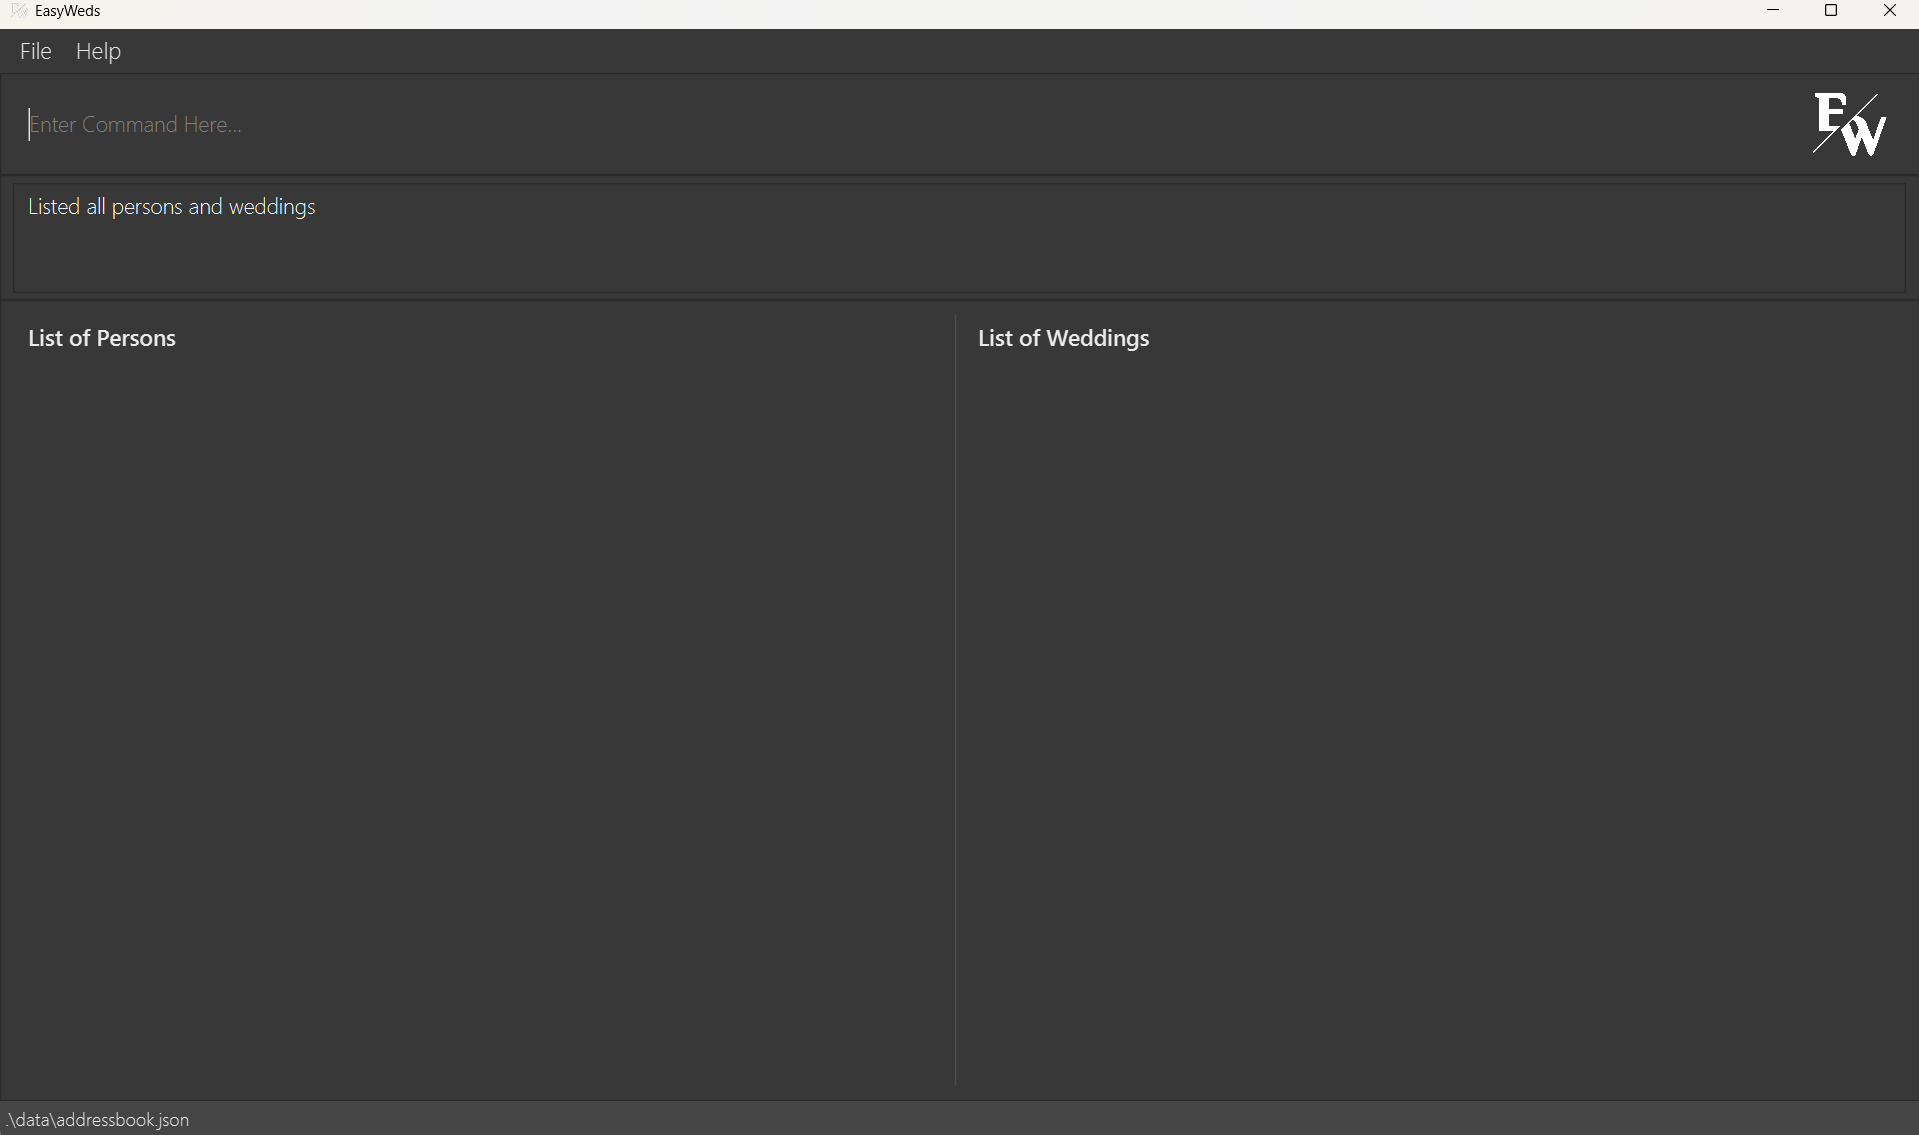 EasyWeds
File Help
Enter Command Here...
EW
Listed all persons and weddings
List of Persons
List of Weddings
.\data\addressbook.json